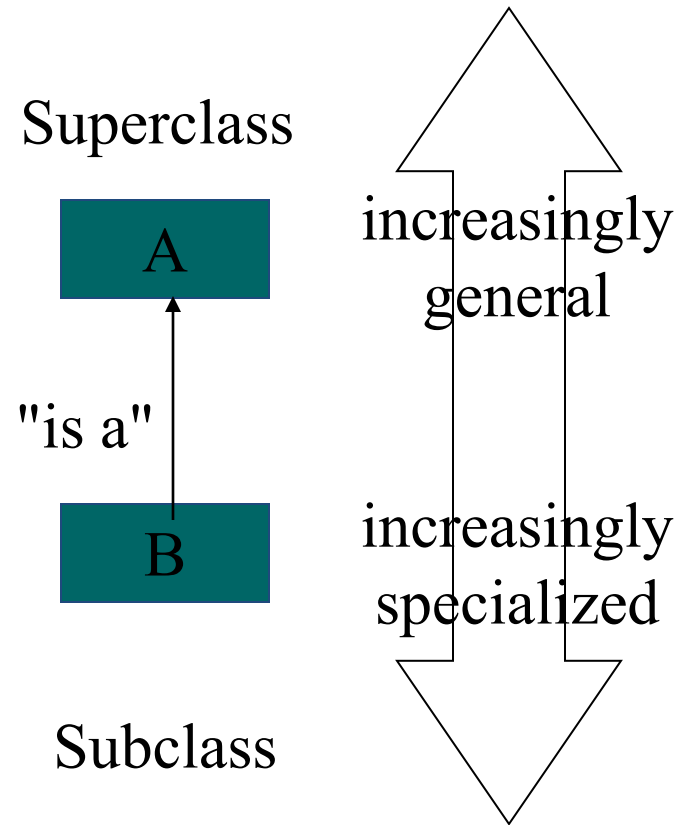 Superclass
A
"is a"
B
Subclass
increasingly
general
increasingly
specialized